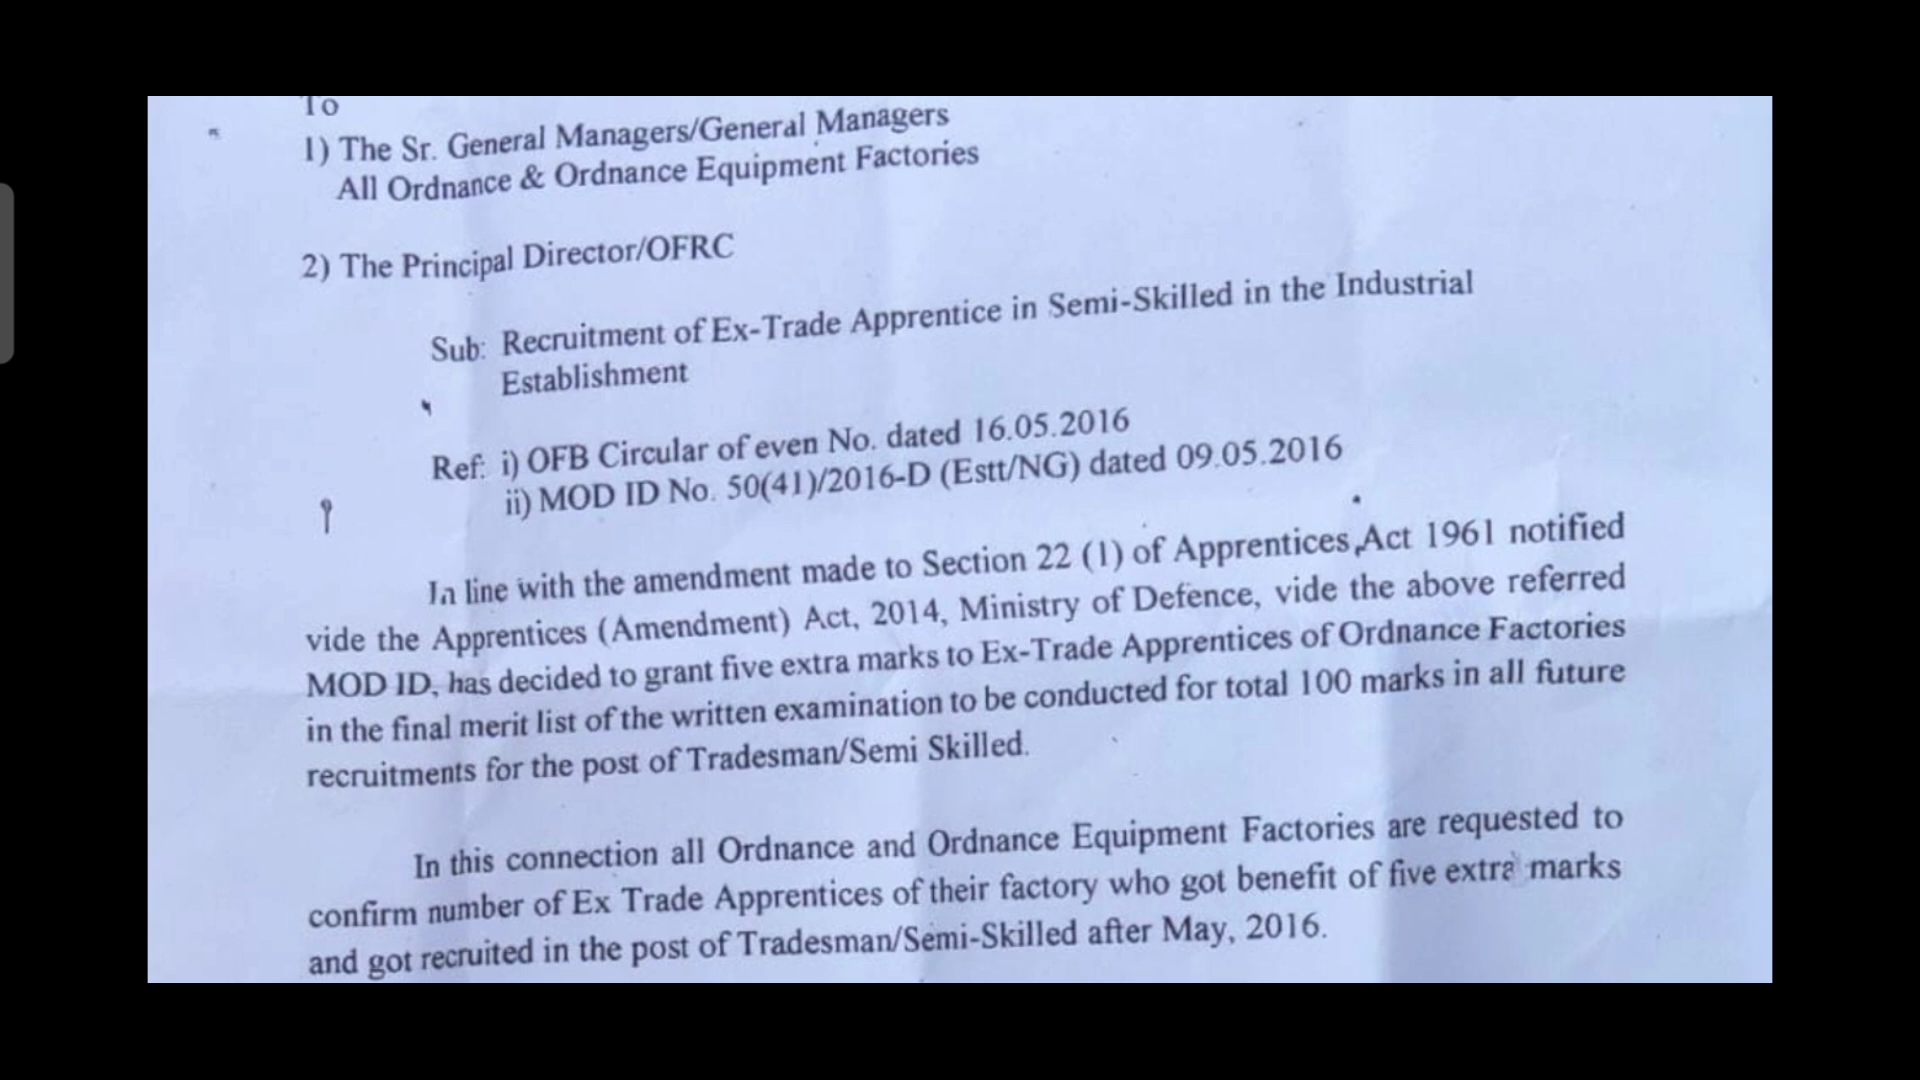 To
1) The Sr. General Managers/General Managers
All Ordnance & Ordnance Equipment Factories
2) The Principal Director/OFRC
Sub: Recruitment of Ex-Trade Apprentice in Semi-Skilled in the Industrial
Establishment
Ref: i) OFB Circular of even No. dated 16.05.2016
ii) MOD ID No. 50(41)/2016-D (Estt/NG) dated 09.05.2016
In line with the amendment made to Section 22 (1) of Apprentices Act 1961 notified
vide the Apprentices (Amendment) Act, 2014, Ministry of Defence, vide the above referred
MOD ID, has decided to grant five extra marks to Ex-Trade Apprentices of Ordnance Factories
in the final merit list of the written examination to be conducted for total 100 marks in all future
recruitments for the post of Tradesman/Semi Skilled.
In this connection all Ordnance and Ordnance Equipment Factories are requested to
confirm number of Ex Trade Apprentices of their factory who got benefit of five extra marks
and got recruited in the post of Tradesman/Semi-Skilled after May, 2016.